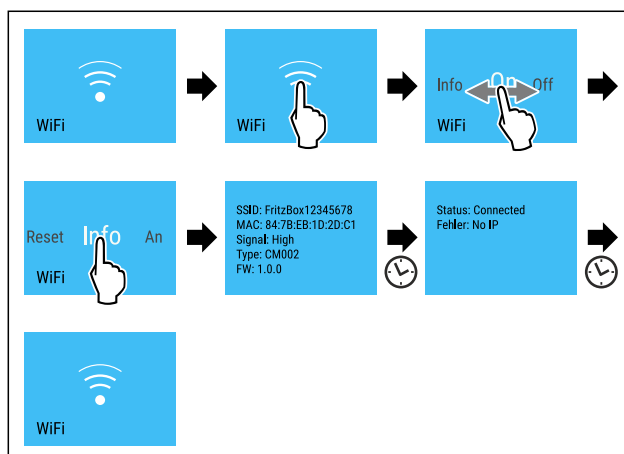 WiFi
WiFi
Info On Off
WiFi
Reset Info An
WiFi
SSID: FritzBox12345678
MAC: 84:7B:EB:1D:2D:C1
Signal: High
Type: CM002
FW: 1.0.0
Status: Connected
Fehler: No IP
WiFi